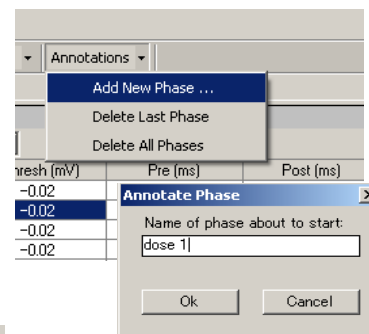 Annotations
Add New Phase ...
Delete Last Phase
Delete All Phases
(mV) Pre (ms) Post (ms)
-0.02
-0.02
-0.02
-0.02
Annotate Phase
Name of phase about to start:
dose 1
Ok Cancel